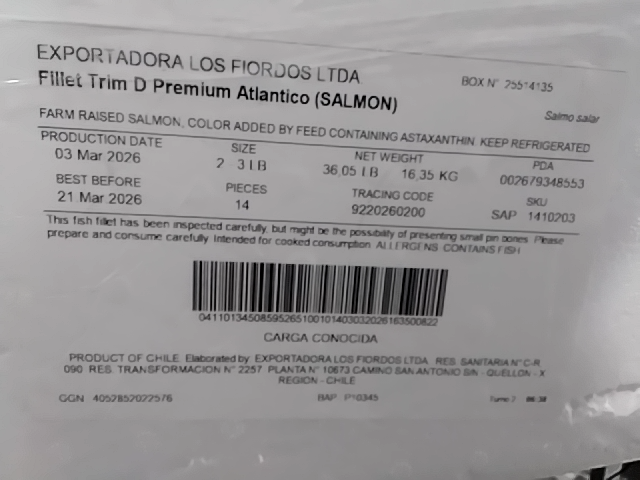 EXPORTADORA LOS FIORDOS LTDA
BOX N° 25514135
Fillet Trim D Premium Atlantico (SALMON)
Salmo salar
FARM RAISED SALMON, COLOR ADDED BY FEED CONTAINING ASTAXANTHIN. KEEP REFRIGERATED
PRODUCTION DATE SIZE NET WEIGHT PDA
03 Mar 2026 2 3 LB 36,05 LB 16,35 KG 002679348553
BEST BEFORE PIECES TRACING CODE SKU
21 Mar 2026 14 9220260200 SAP 1410203
This fish fillet has been inspected carefully, but might be the possibility of presenting small pin bones. Please
prepare and consume carefully. Intended for cooked consumption. ALLERGENS: CONTAINS FISH
CARGA CONOCIDA
PRODUCT OF CHILE. Elaborated by: EXPORTADORA LOS FIORDOS LTDA. RES. SANITARIA N° C-R
090 RES. TRANSFORMACION N° 2257 PLANTA N° 10673 CAMINO SAN ANTONIO S/N - QUELLON - X
REGION - CHILE
GGN 4052852022576 BAP P10345 Turno 2 06:38